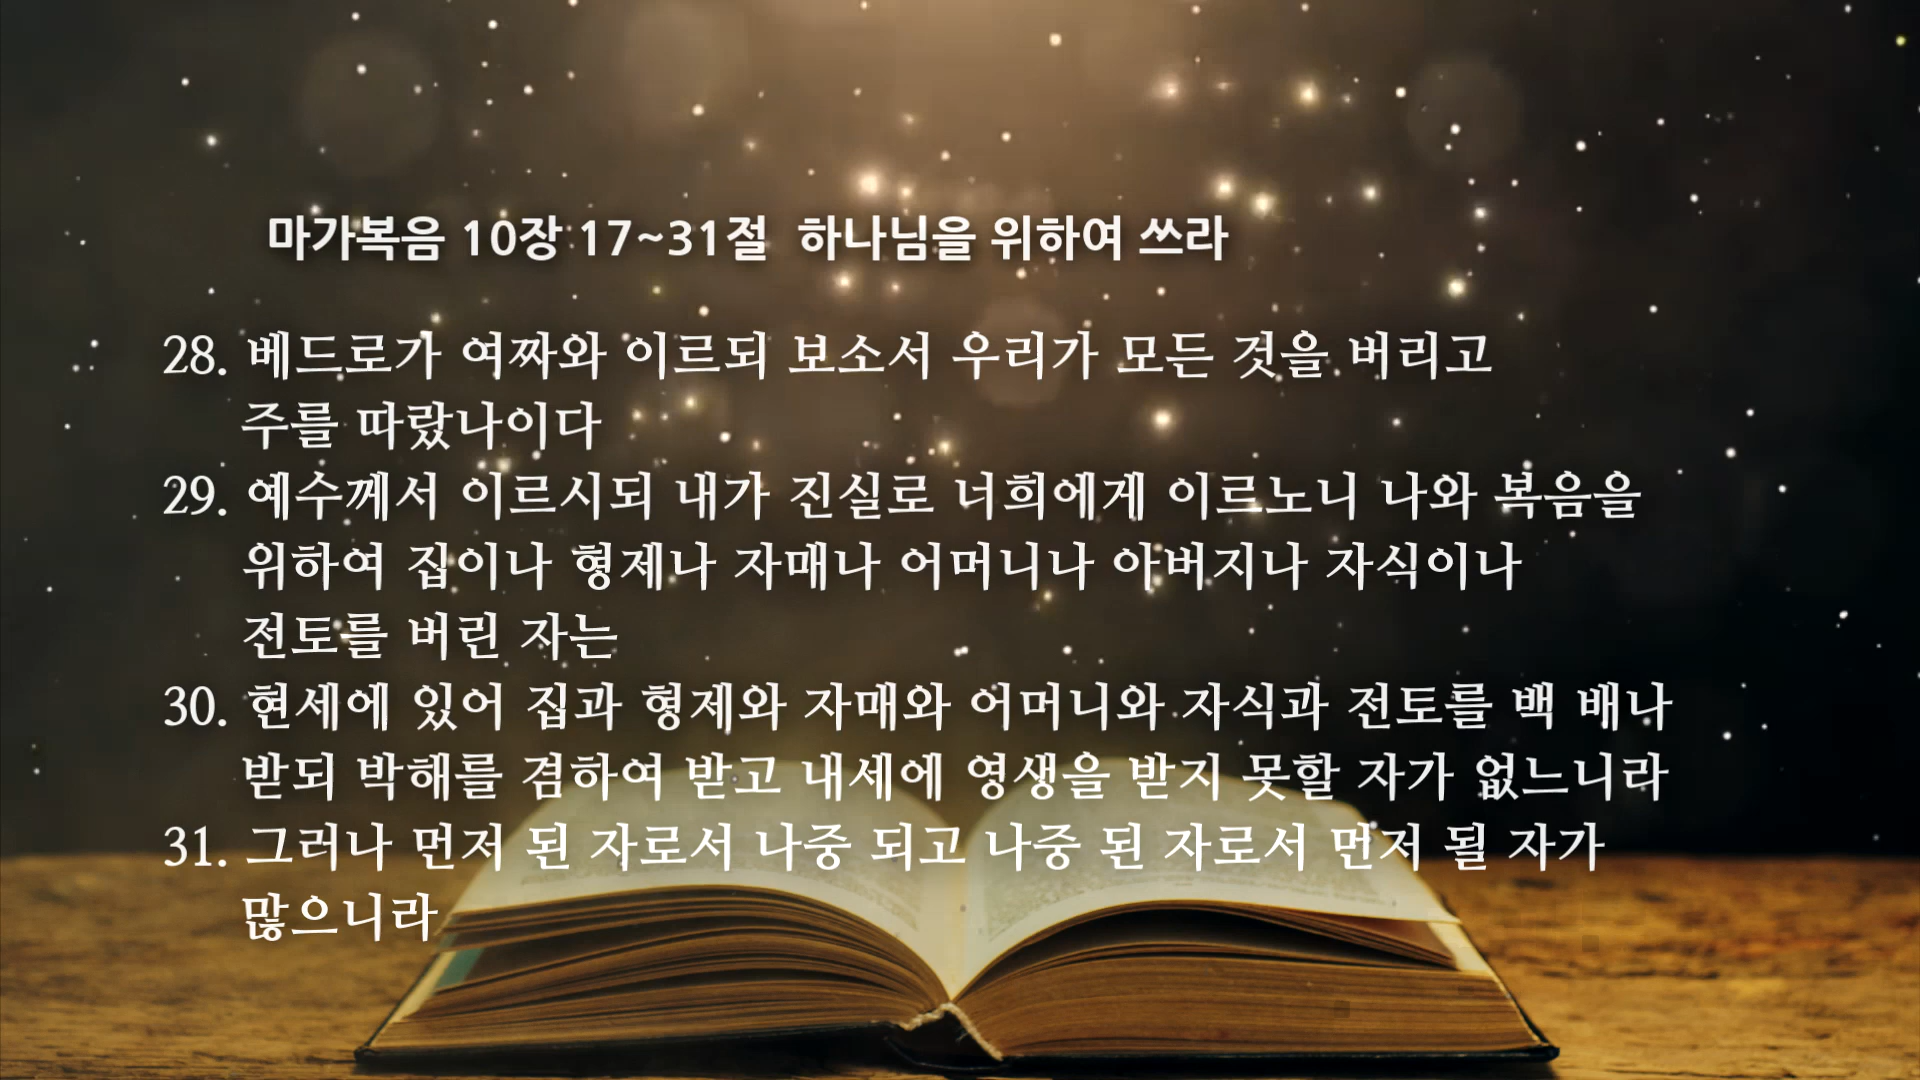 마가복음 10장 17~31절 하나님을 위하여 쓰라
28. 베드로가 여짜와 이르되 보소서 우리가 모든 것을 버리고
주를 따랐나이다
29. 예수께서 이르시되 내가 진실로 너희에게 이르노니 나와 복음을
위하여 집이나 형제나 자매나 어머니나 아버지나 자식이나
전토를 버린 자는
30. 현세에 있어 집과 형제와 자매와 어머니와 자식과 전토를 백 배나
받되 박해를 겸하여 받고 내세에 영생을 받지 못할 자가 없느니라
31. 그러나 먼저 된 자로서 나중 되고 나중 된 자로서 먼저 될 자가
많으니라